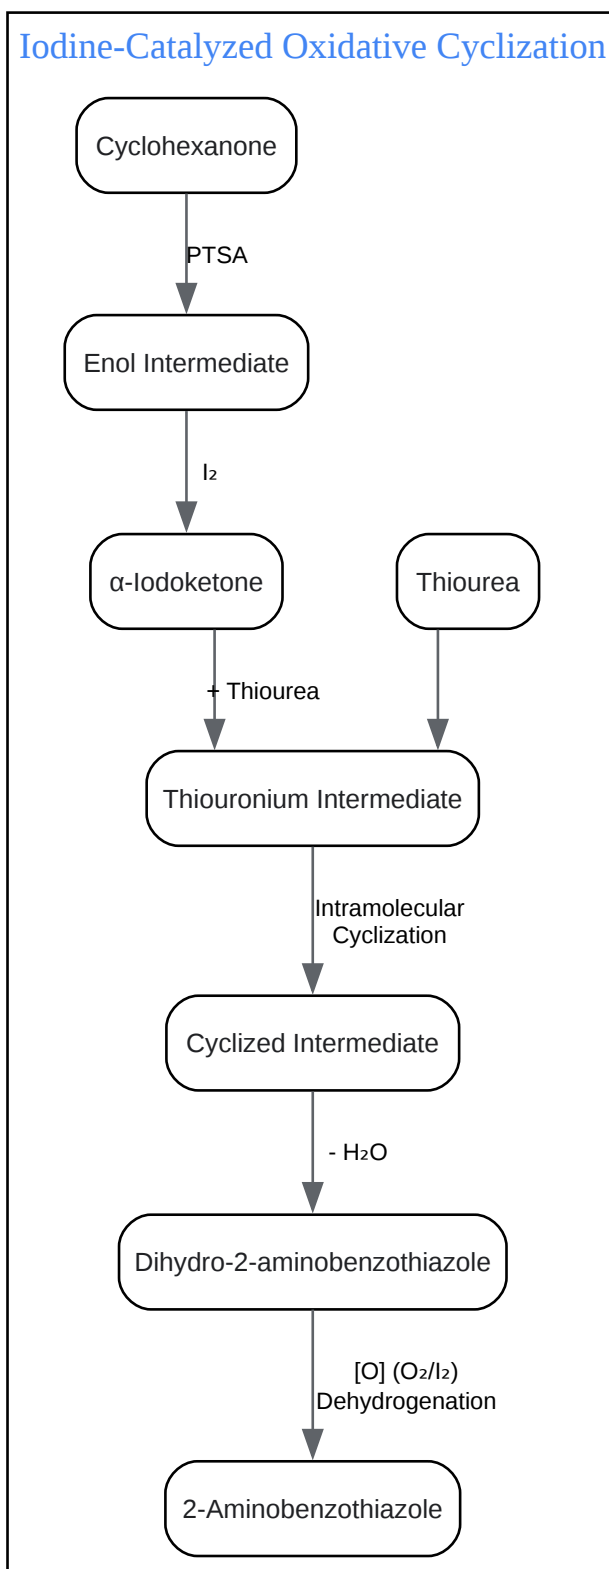 Iodine-Catalyzed Oxidative Cyclization
Cyclohexanone
PTSA
Enol Intermediate
I₂
α-Iodoketone
Thiourea
+ Thiourea
Thiouronium Intermediate
Intramolecular
Cyclization
Cyclized Intermediate
- H₂O
Dihydro-2-aminobenzothiazole
[O] (O₂/I₂)
Dehydrogenation
2-Aminobenzothiazole